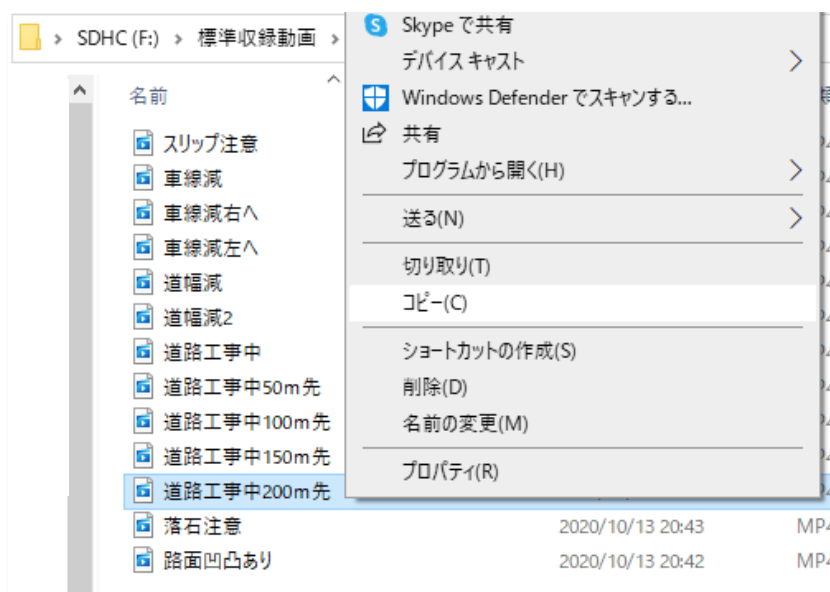 SDHC (F:) › 標準収録動画 ›
名前
スリップ注意
車線減
車線減右へ
車線減左へ
道幅減
道幅減2
道路工事中
道路工事中50m先
道路工事中100m先
道路工事中150m先
道路工事中200m先
落石注意 2020/10/13 20:43 MP4
路面凹凸あり 2020/10/13 20:42 MP4
Skype で共有
デバイス キャスト
Windows Defender でスキャンする...
共有
プログラムから開く(H)
送る(N)
切り取り(T)
コピー(C)
ショートカットの作成(S)
削除(D)
名前の変更(M)
プロパティ(R)